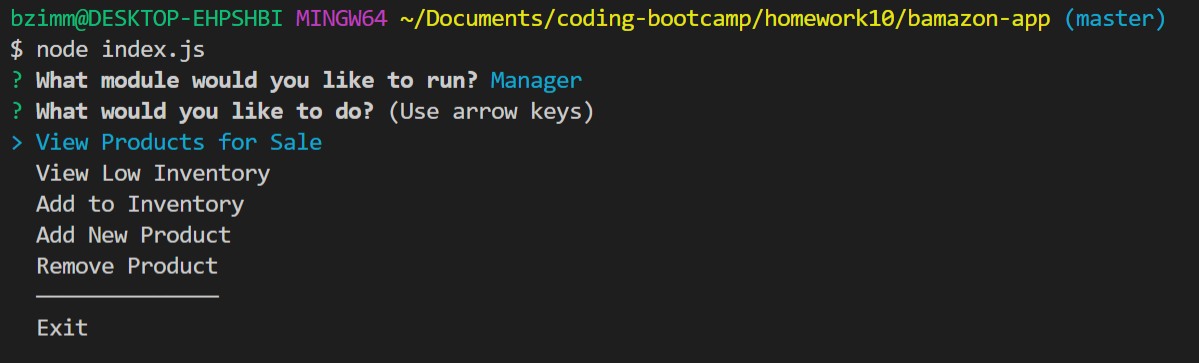 bzimm@DESKTOP-EHPSHBI MINGW64 ~/Documents/coding-bootcamp/homework10/bamazon-app (master)
$ node index.js
? What module would you like to run? Manager
? What would you like to do? (Use arrow keys)
> View Products for Sale
View Low Inventory
Add to Inventory
Add New Product
Remove Product
──────────────
Exit